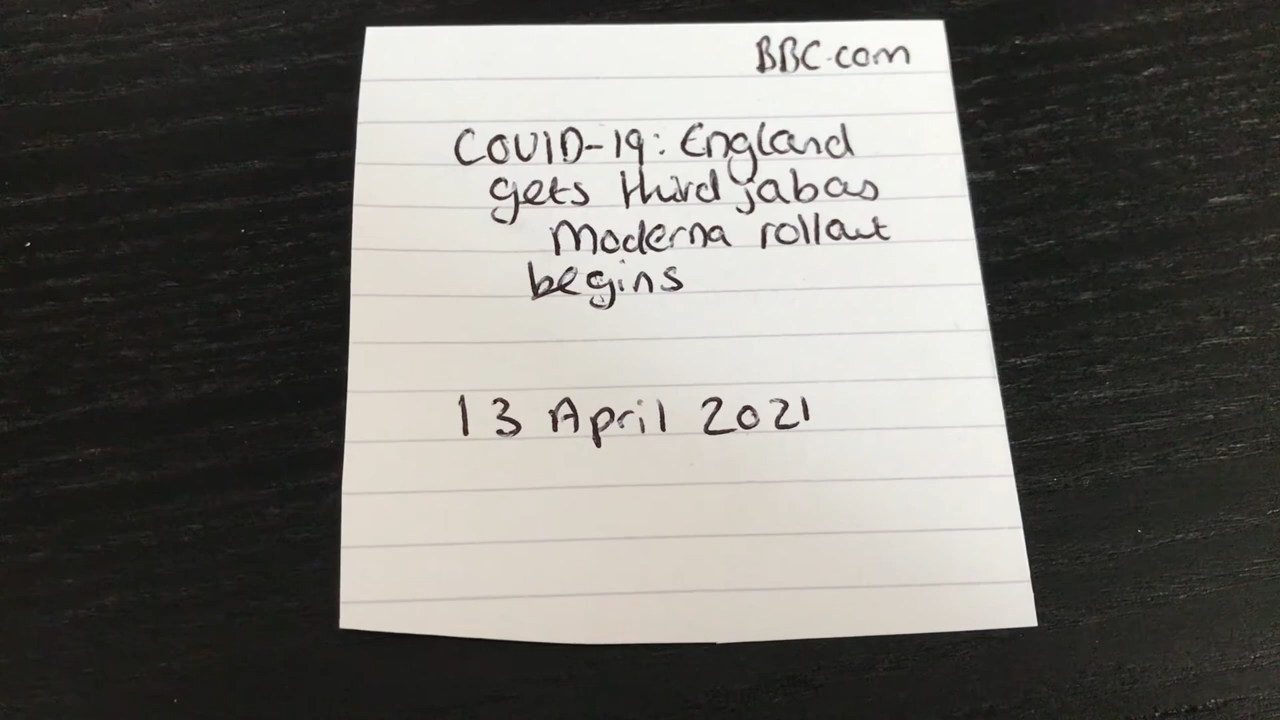 BBC.com
COVID-19: England
gets third jab as
Moderna rollout
begins
13 April 2021